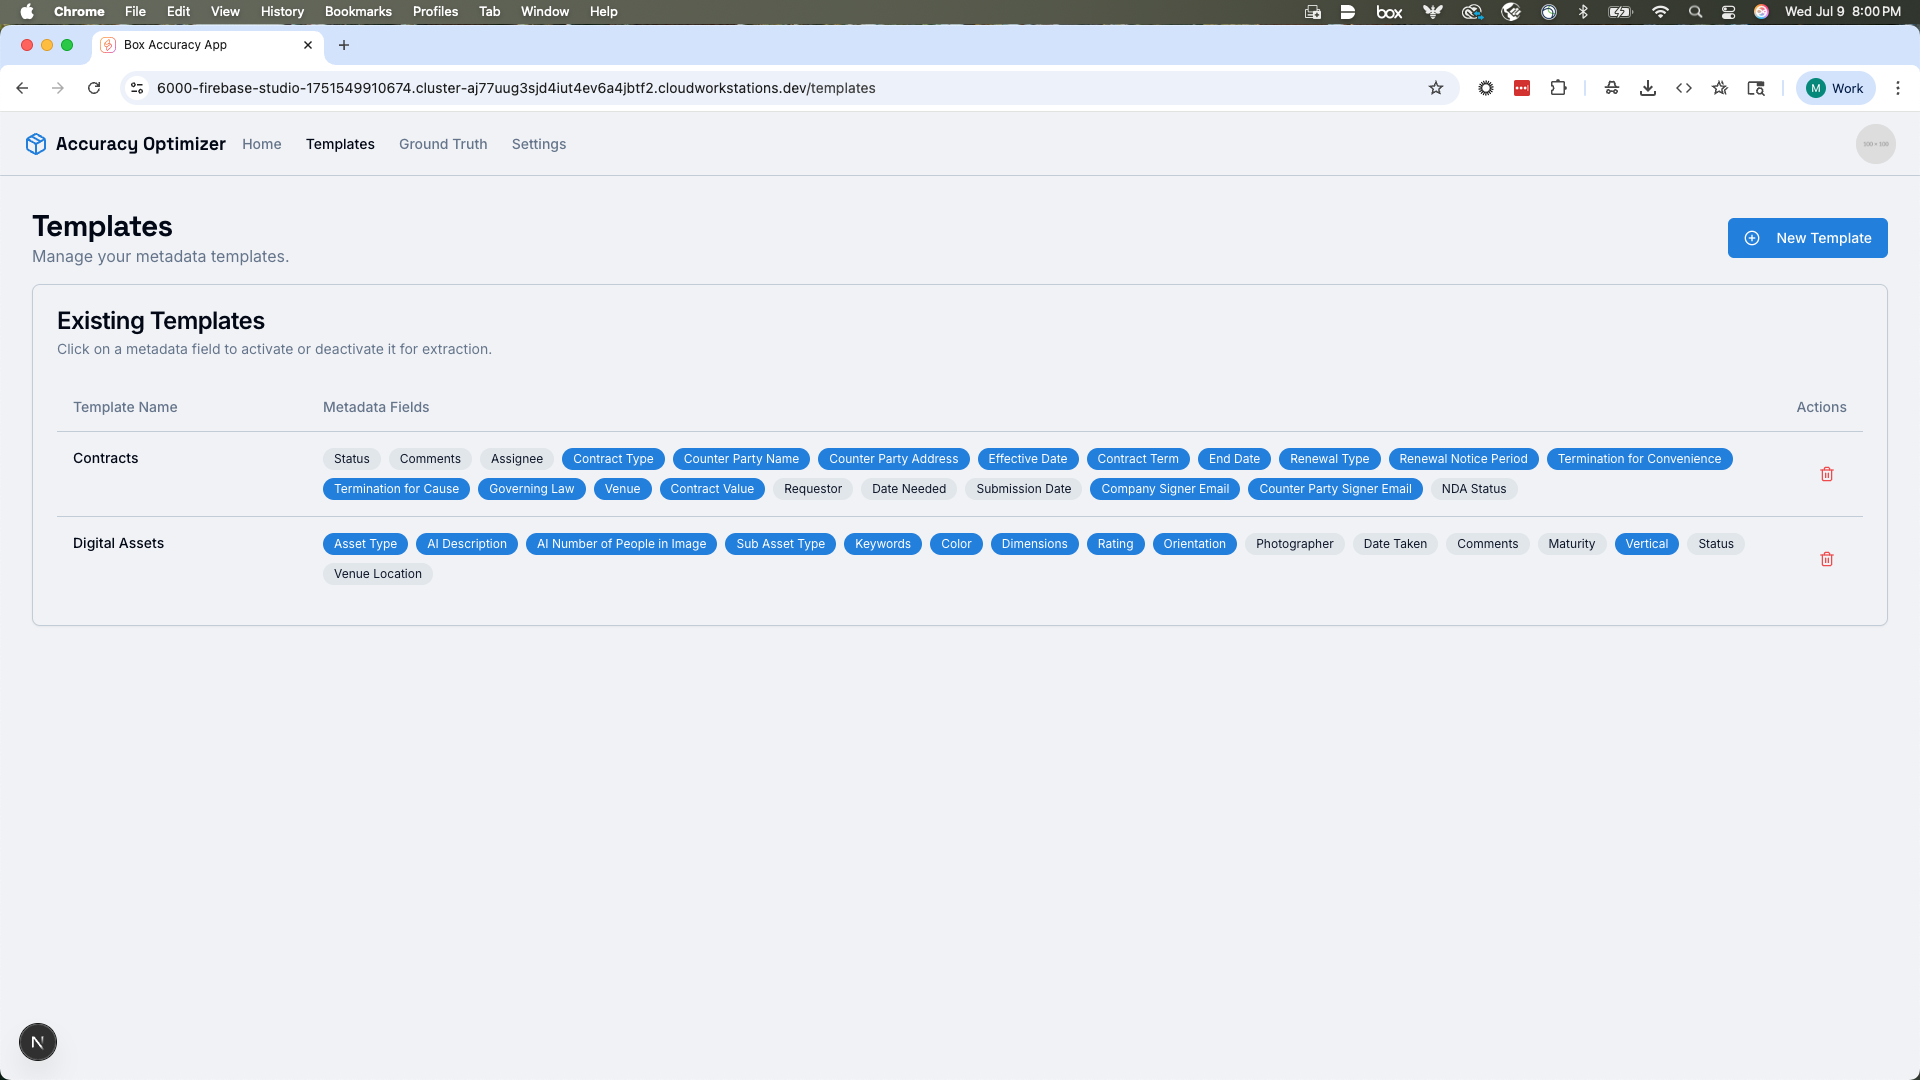 Chrome File Edit View History Bookmarks Profiles Tab Window Help box Wed Jul 9 8:00 PM
Box Accuracy App
6000-firebase-studio-1751549910674.cluster-aj77uug3sjd4iut4ev6a4jbtf2.cloudworkstations.dev/templates M Work
Accuracy Optimizer Home Templates Ground Truth Settings 100 × 100
Templates
Manage your metadata templates.
New Template
Existing Templates
Click on a metadata field to activate or deactivate it for extraction.
Template Name Metadata Fields Actions
Contracts Status Comments Assignee Contract Type Counter Party Name Counter Party Address Effective Date Contract Term End Date Renewal Type Renewal Notice Period Termination for Convenience
Termination for Cause Governing Law Venue Contract Value Requestor Date Needed Submission Date Company Signer Email Counter Party Signer Email NDA Status
Digital Assets Asset Type AI Description AI Number of People in Image Sub Asset Type Keywords Color Dimensions Rating Orientation Photographer Date Taken Comments Maturity Vertical Status
Venue Location
N